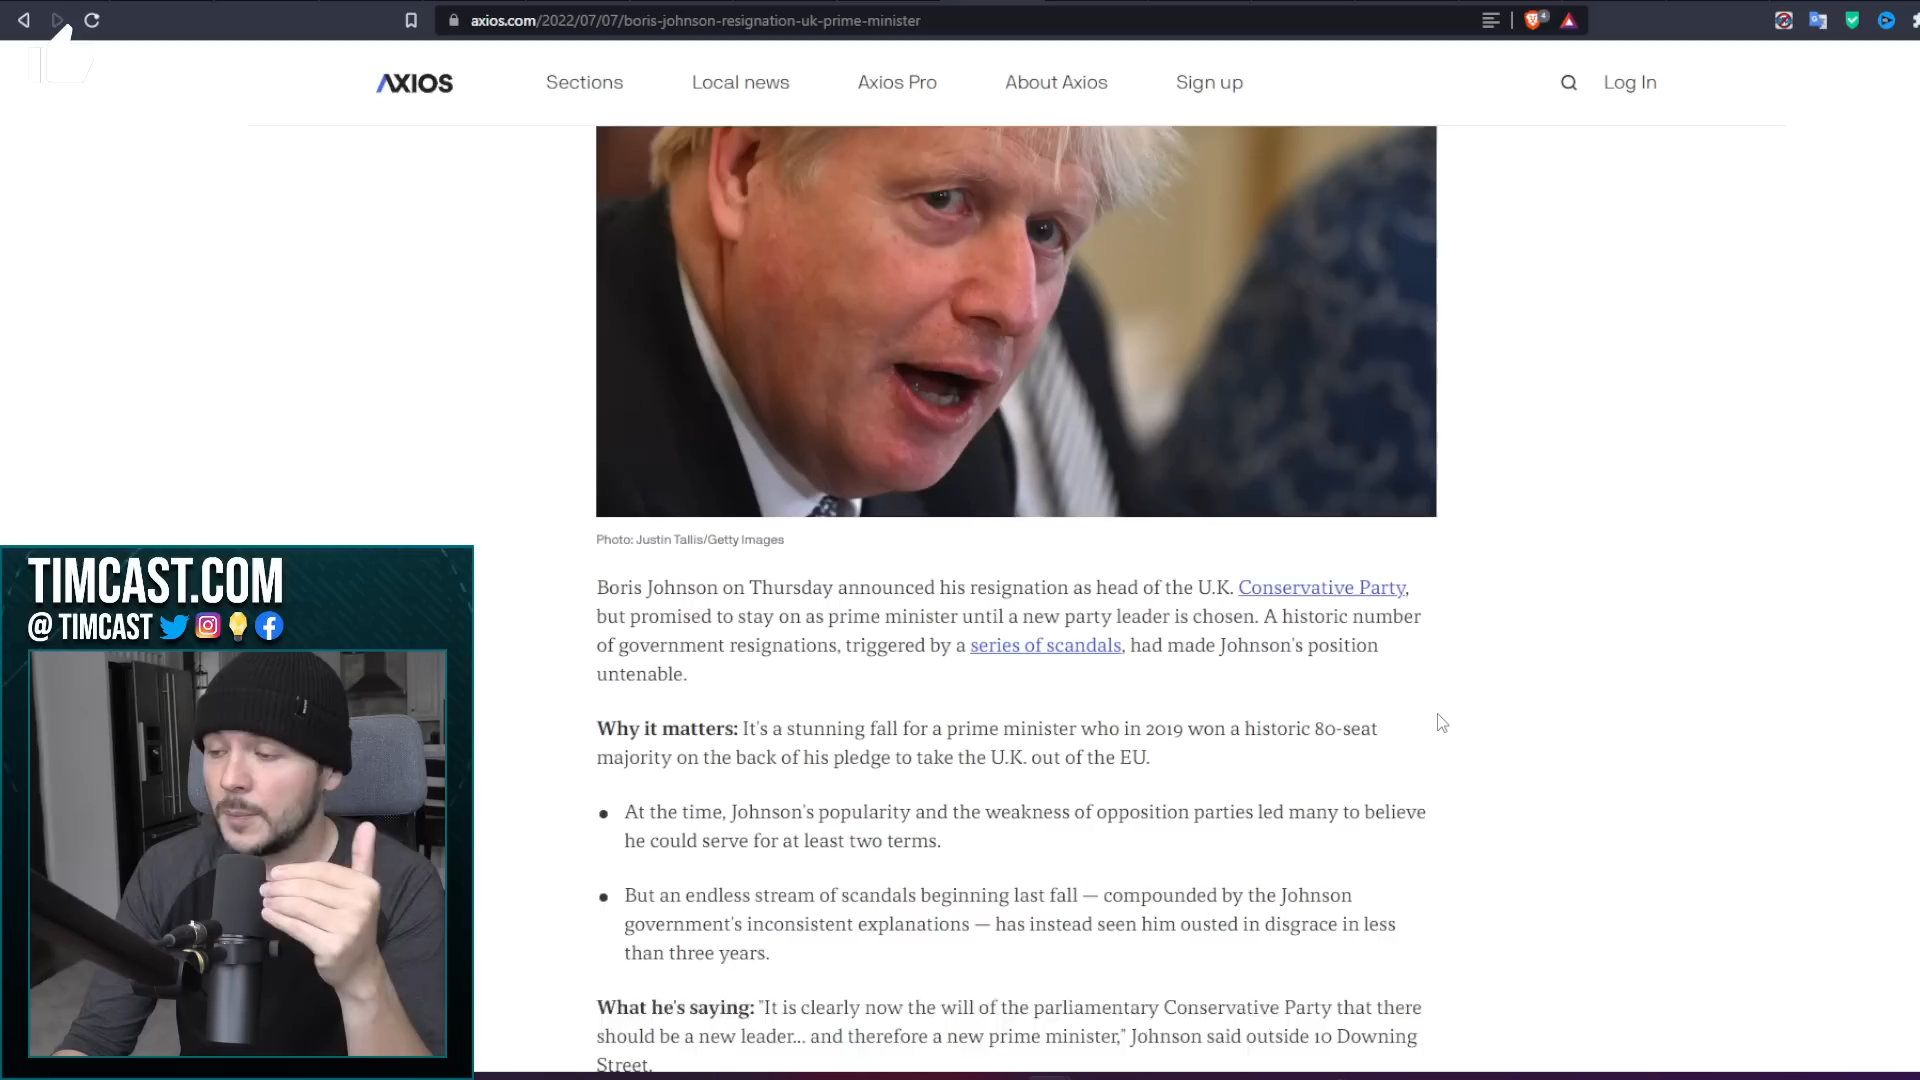 axios.com/2022/07/07/boris-johnson-resignation-uk-prime-minister
4
AXIOS
Sections
Local news
Axios Pro
About Axios
Sign up
Log In
Photo: Justin Tallis/Getty Images
Boris Johnson on Thursday announced his resignation as head of the U.K. Conservative Party,
but promised to stay on as prime minister until a new party leader is chosen. A historic number
of government resignations, triggered by a series of scandals, had made Johnson's position
untenable.
Why it matters: It's a stunning fall for a prime minister who in 2019 won a historic 80-seat
majority on the back of his pledge to take the U.K. out of the EU.
At the time, Johnson's popularity and the weakness of opposition parties led many to believe
he could serve for at least two terms.
But an endless stream of scandals beginning last fall — compounded by the Johnson
government's inconsistent explanations — has instead seen him ousted in disgrace in less
than three years.
What he's saying: "It is clearly now the will of the parliamentary Conservative Party that there
should be a new leader... and therefore a new prime minister," Johnson said outside 10 Downing
Street.
TIMCAST.COM
@ TIMCAST